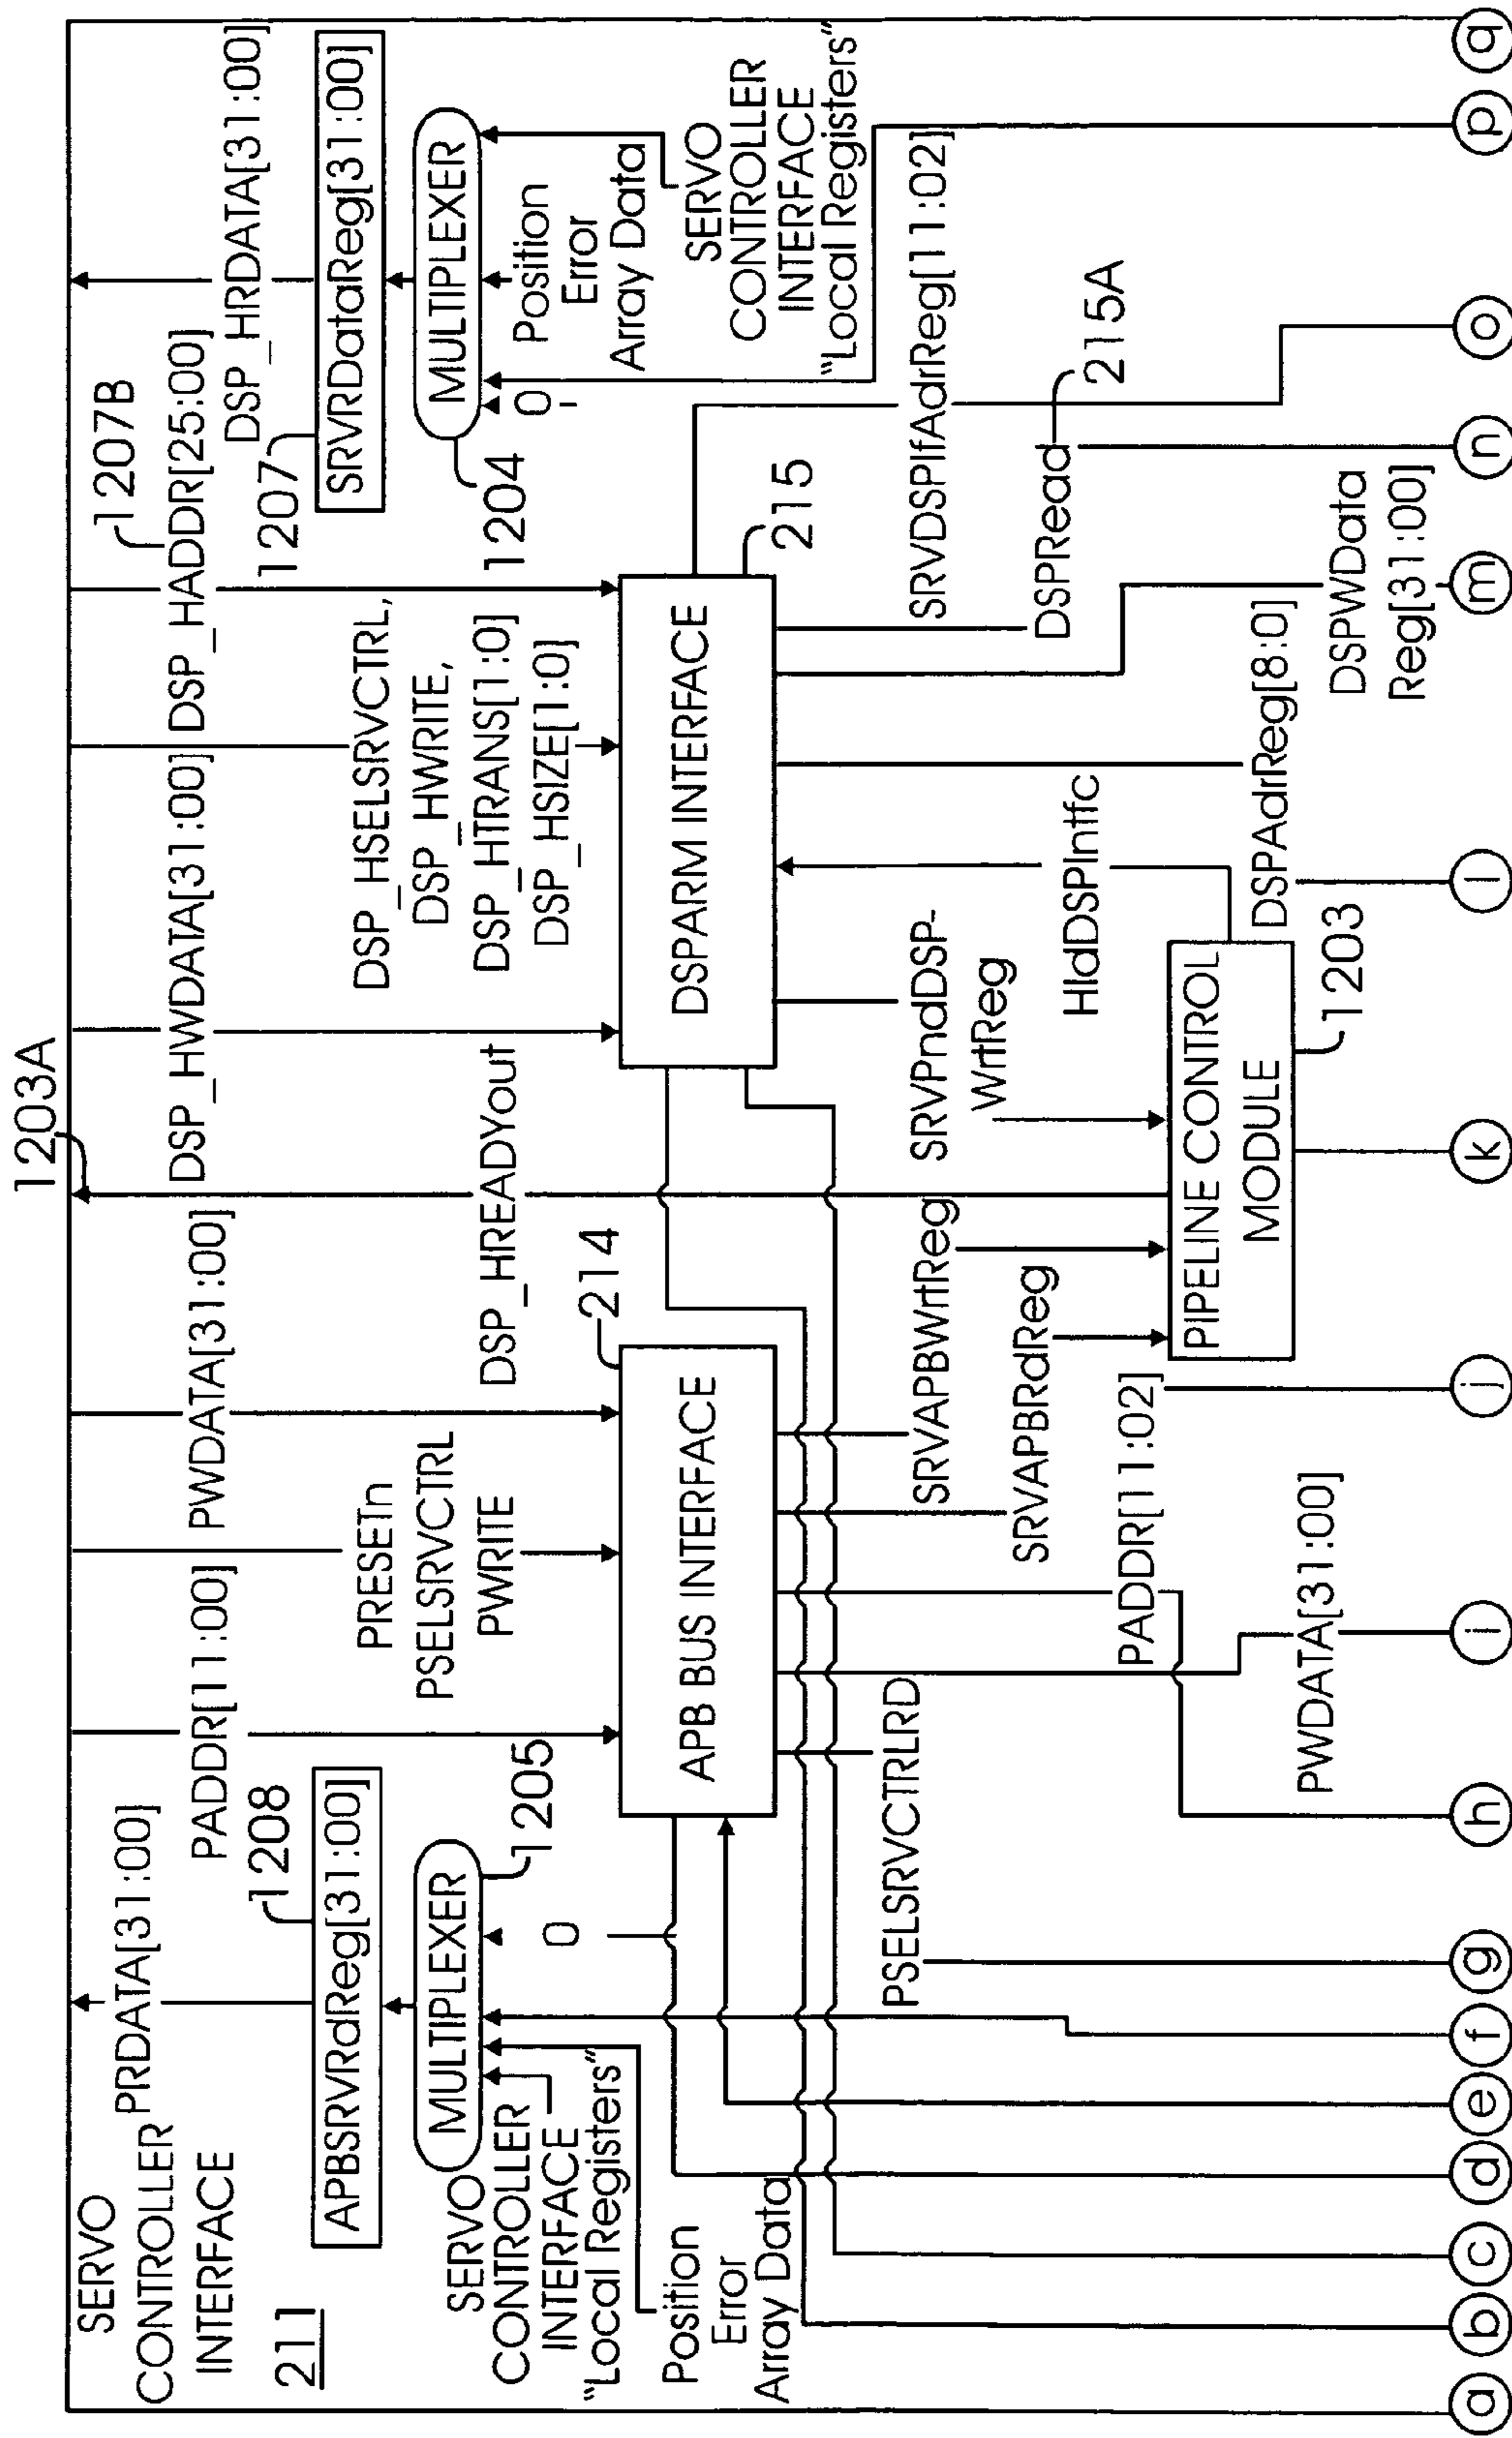 1203A
SERVO
CONTROLLER
INTERFACE
211
PRDATA[31:00]
1208
APBSRVRdReg[31:00]
MULTIPLEXER
1205
0
SERVO
CONTROLLER
INTERFACE
"Local Registers"
Position
Error
Array Data
PADDR[11:00]
PRESETn
PSELSRVCTRL
PWRITE
PWDATA[31:00]
214
APB BUS INTERFACE
DSP_HREADYout
DSP_HWDATA[31:00]
DSP_HSELSRVCTRL,
DSP_HWRITE,
DSP_HTRANS[1:0]
DSP_HSIZE[1:0]
DSP_HADDR[25:00]
1207B
DSPARM INTERFACE
215
DSP_HRDATA[31:00]
1207
SRVRDataReg[31:00]
MULTIPLEXER
1204
0
Position
Error
Array Data
SERVO
CONTROLLER
INTERFACE
"Local Registers"
PSELSRVCTRLRD
PWDATA[31:00]
PADDR[11:02]
SRVAPBRdReg
SRVAPBWrtReg
SRVPndDSP-
WrtReg
HldDSPIntfc
PIPELINE CONTROL
MODULE
1203
DSPAdrReg[8:0]
DSPWData
Reg[31:00]
DSPRead
215A
SRVDSPIfAdrReg[11:02]
a
b
c
d
e
f
g
h
i
j
k
l
m
n
o
p
q